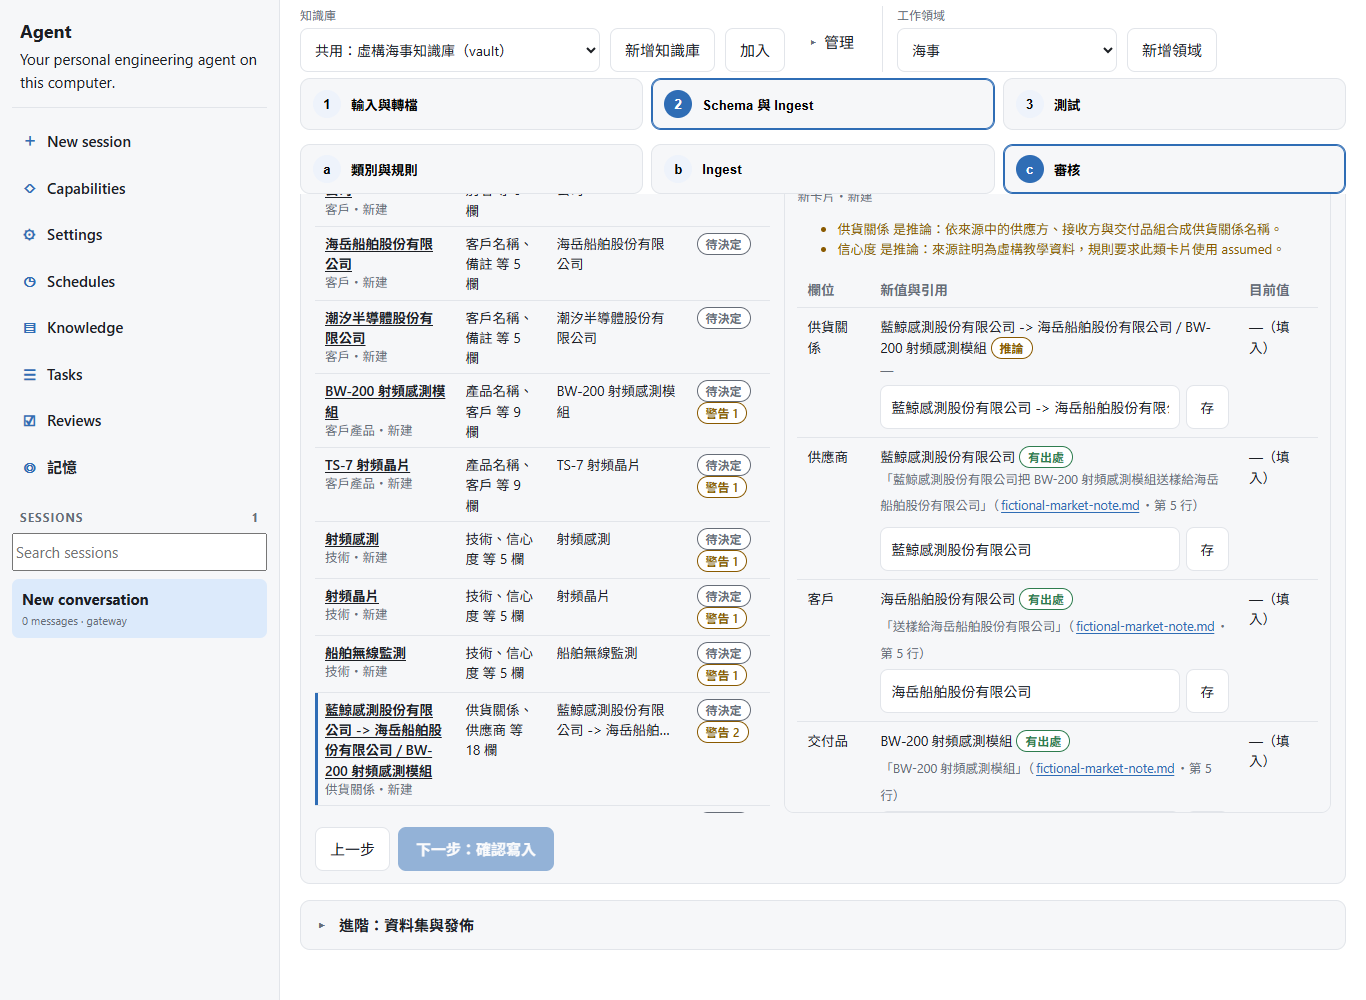 Agent
Your personal engineering agent on
this computer.
New session
Capabilities
Settings
Schedules
Knowledge
Tasks
Reviews
記憶
SESSIONS 1
Search sessions
New conversation
0 messages · gateway
知識庫
共用：虛構海事知識庫（vault）
新增知識庫
加入
管理
工作領域
海事
新增領域
1 輸入與轉檔
2 Schema 與 Ingest
3 測試
a 類別與規則
b Ingest
c 審核
客戶・新建
欄
海岳船舶股份有限
公司
客戶・新建
客戶名稱、
備註 等 5
欄
海岳船舶股份有限
公司
待決定
潮汐半導體股份有
限公司
客戶・新建
客戶名稱、
備註 等 5
欄
潮汐半導體股份有
限公司
待決定
BW-200 射頻感測模
組
客戶產品・新建
產品名稱、
客戶 等 9
欄
BW-200 射頻感測模
組
待決定
警告 1
TS-7 射頻晶片
客戶產品・新建
產品名稱、
客戶 等 9
欄
TS-7 射頻晶片
待決定
警告 1
射頻感測
技術・新建
技術、信心
度 等 5 欄
射頻感測
待決定
警告 1
射頻晶片
技術・新建
技術、信心
度 等 5 欄
射頻晶片
待決定
警告 1
船舶無線監測
技術・新建
技術、信心
度 等 5 欄
船舶無線監測
待決定
警告 1
藍鯨感測股份有限
公司 -> 海岳船舶股
份有限公司 / BW-
200 射頻感測模組
供貨關係・新建
供貨關係、
供應商 等
18 欄
藍鯨感測股份有限
公司 -> 海岳船舶...
待決定
警告 2
新卡片・新建
供貨關係 是推論：依來源中的供應方、接收方與交付品組合成供貨關係名稱。
信心度 是推論：來源註明為虛構教學資料，規則要求此類卡片使用 assumed。
欄位 新值與引用 目前值
供貨關
係
藍鯨感測股份有限公司 -> 海岳船舶股份有限公司 / BW-
200 射頻感測模組 推論
—
—（填
入）
藍鯨感測股份有限公司 -> 海岳船舶股份有限
存
供應商
藍鯨感測股份有限公司 有出處
「藍鯨感測股份有限公司把 BW-200 射頻感測模組送樣給海岳
船舶股份有限公司」（fictional-market-note.md・第 5 行）
—（填
入）
藍鯨感測股份有限公司
存
客戶
海岳船舶股份有限公司 有出處
「送樣給海岳船舶股份有限公司」（fictional-market-note.md・
第 5 行）
—（填
入）
海岳船舶股份有限公司
存
交付品
BW-200 射頻感測模組 有出處
「BW-200 射頻感測模組」（fictional-market-note.md・第 5
行）
—（填
入）
上一步
下一步：確認寫入
進階：資料集與發佈